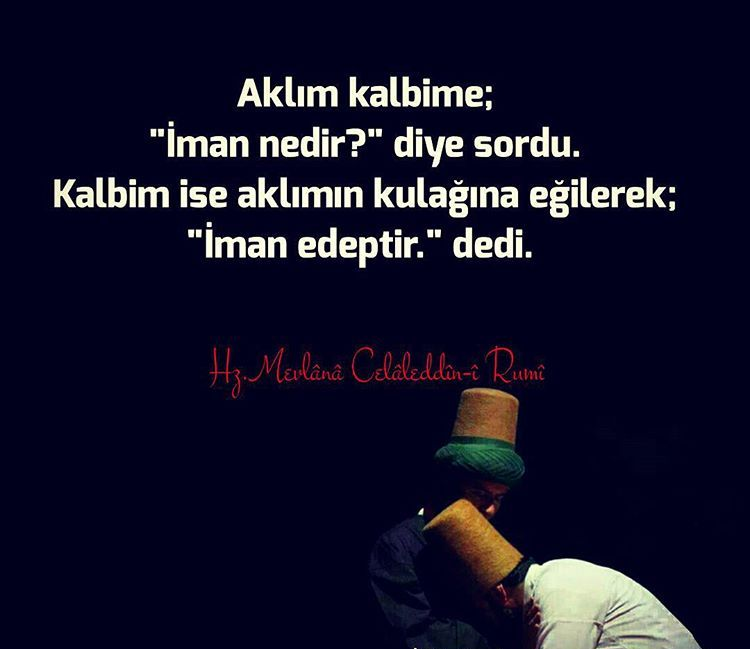 Aklım kalbime;
"İman nedir?" diye sordu.
Kalbim ise aklımın kulağına eğilerek;
"İman edeptir." dedi.
Hz.Mevlânâ Celâleddîn-î Rumî